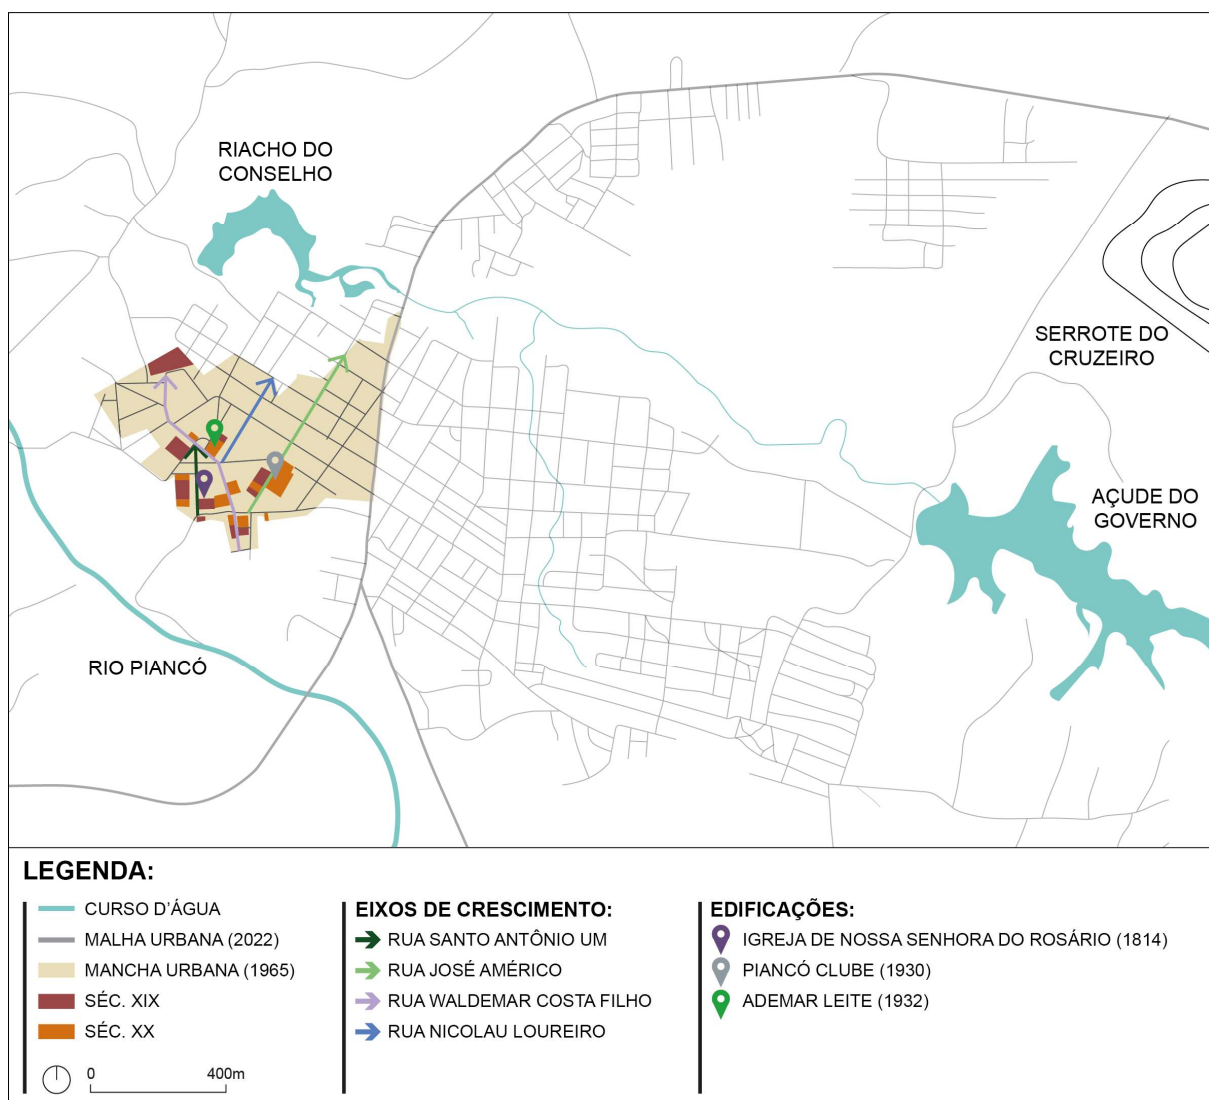 RIACHO DO
CONSELHO
SERROTE DO
CRUZEIRO
AÇUDE DO
GOVERNO
RIO PIANCÓ
LEGENDA:
CURSO D'ÁGUA
MALHA URBANA (2022)
MANCHA URBANA (1965)
SÉC. XIX
SÉC. XX
0 400m
EIXOS DE CRESCIMENTO:
RUA SANTO ANTÔNIO UM
RUA JOSÉ AMÉRICO
RUA WALDEMAR COSTA FILHO
RUA NICOLAU LOUREIRO
EDIFICAÇÕES:
IGREJA DE NOSSA SENHORA DO ROSÁRIO (1814)
PIANCÓ CLUBE (1930)
ADEMAR LEITE (1932)